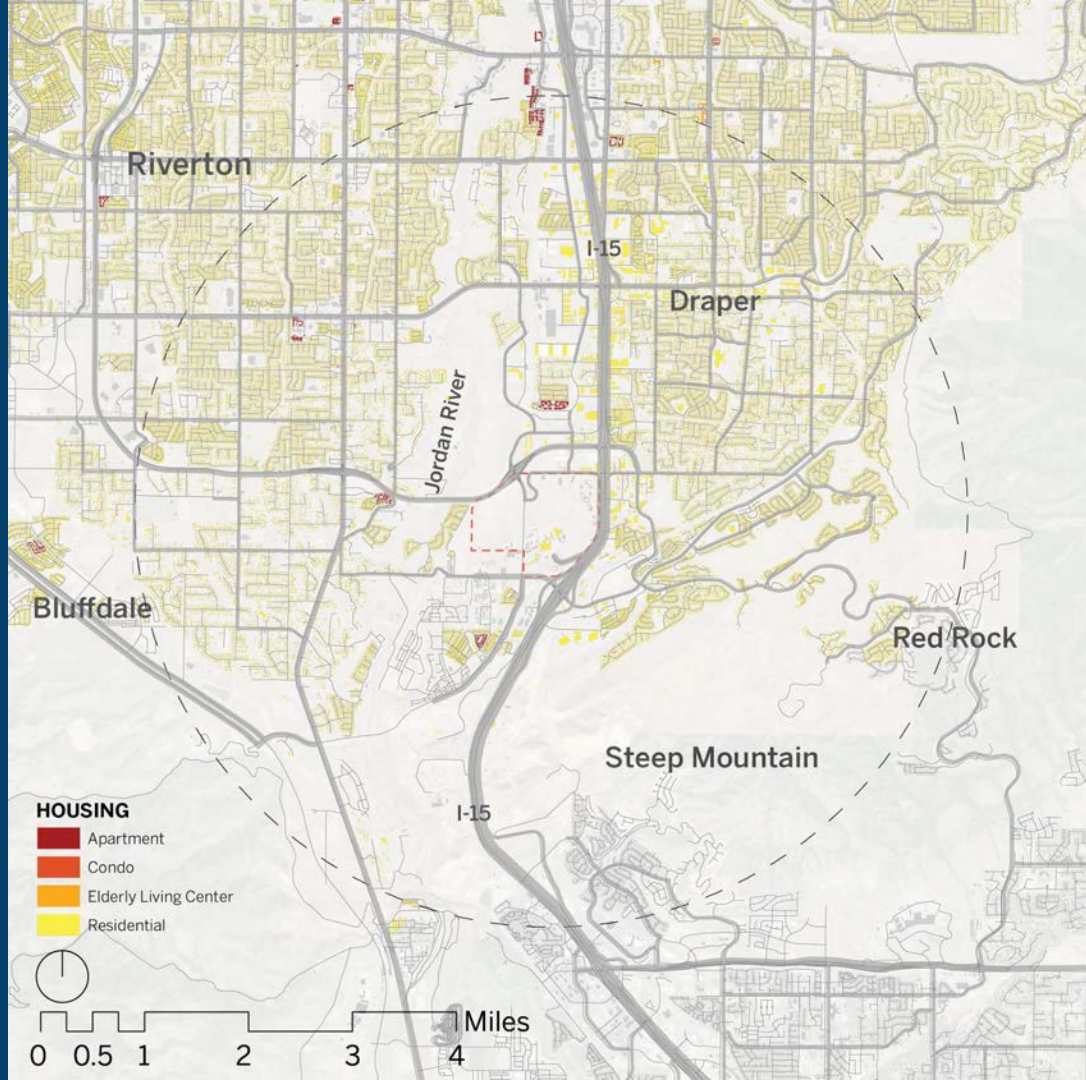 Riverton
I-15
Draper
Jordan River
Bluffdale
Red Rock
Steep Mountain
I-15
HOUSING
Apartment
Condo
Elderly Living Center
Residential
Miles
0 0.5 1 2 3 4